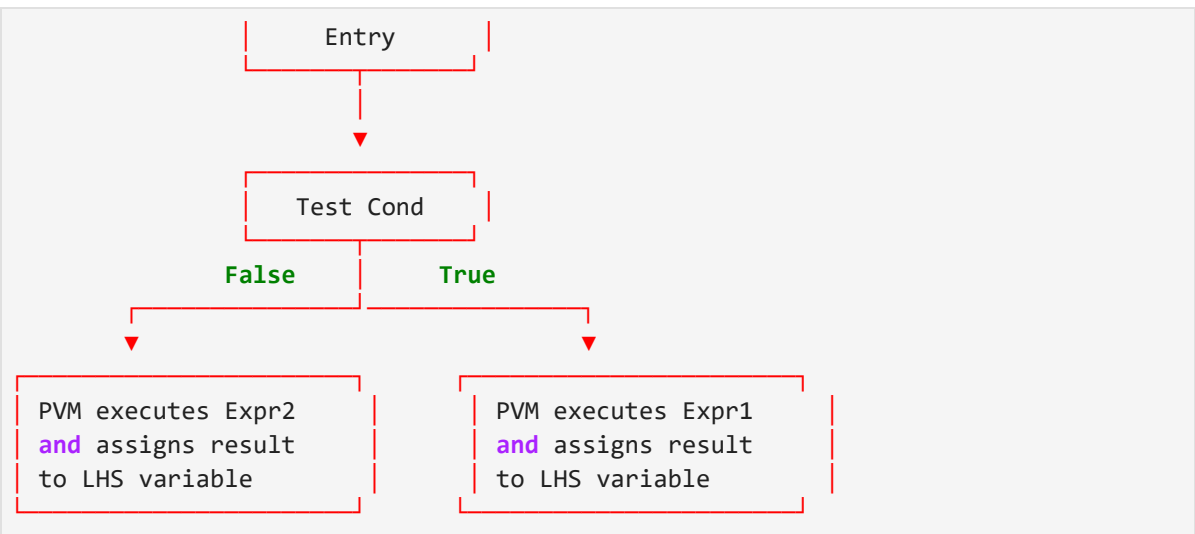 Entry
Test Cond
False True
PVM executes Expr2
and assigns result
to LHS variable
PVM executes Expr1
and assigns result
to LHS variable